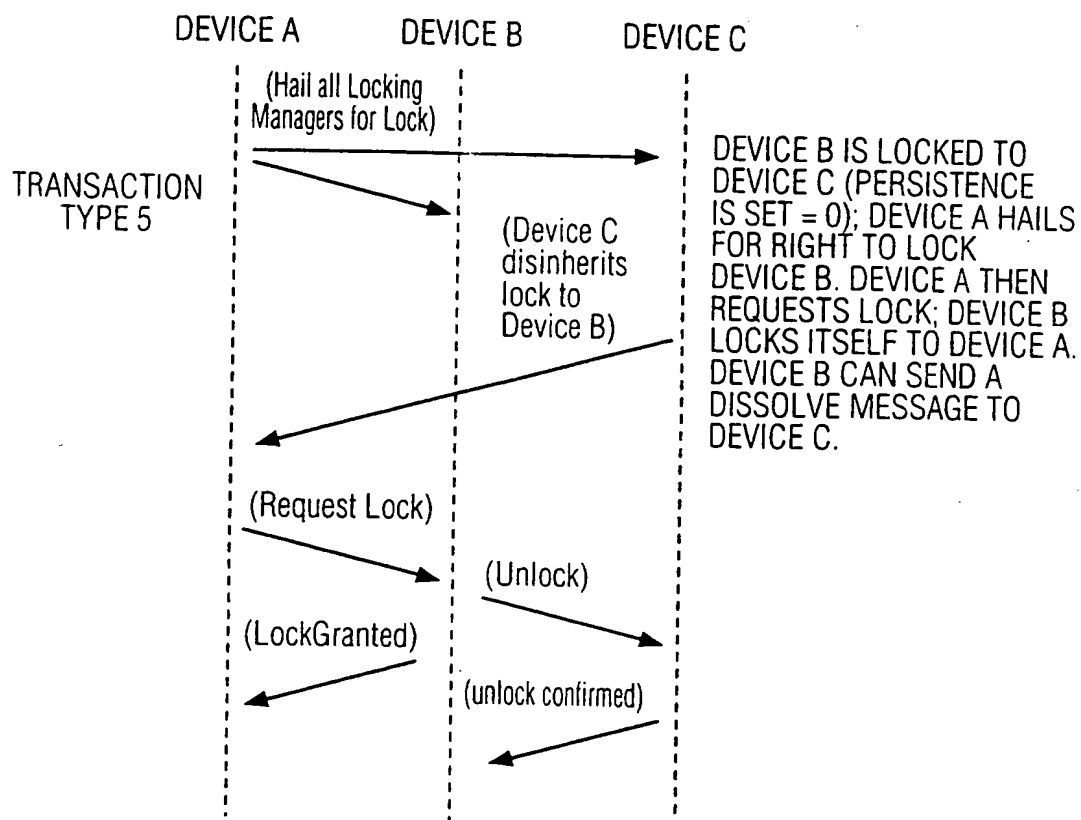 DEVICE A
DEVICE B
DEVICE C
(Hail all Locking
Managers for Lock)
TRANSACTION
TYPE 5
(Device C
disinherits
lock to
Device B)
DEVICE B IS LOCKED TO
DEVICE C (PERSISTENCE
IS SET = 0); DEVICE A HAILS
FOR RIGHT TO LOCK
DEVICE B. DEVICE A THEN
REQUESTS LOCK; DEVICE B
LOCKS ITSELF TO DEVICE A.
DEVICE B CAN SEND A
DISSOLVE MESSAGE TO
DEVICE C.
(Request Lock)
(Unlock)
(LockGranted)
(unlock confirmed)